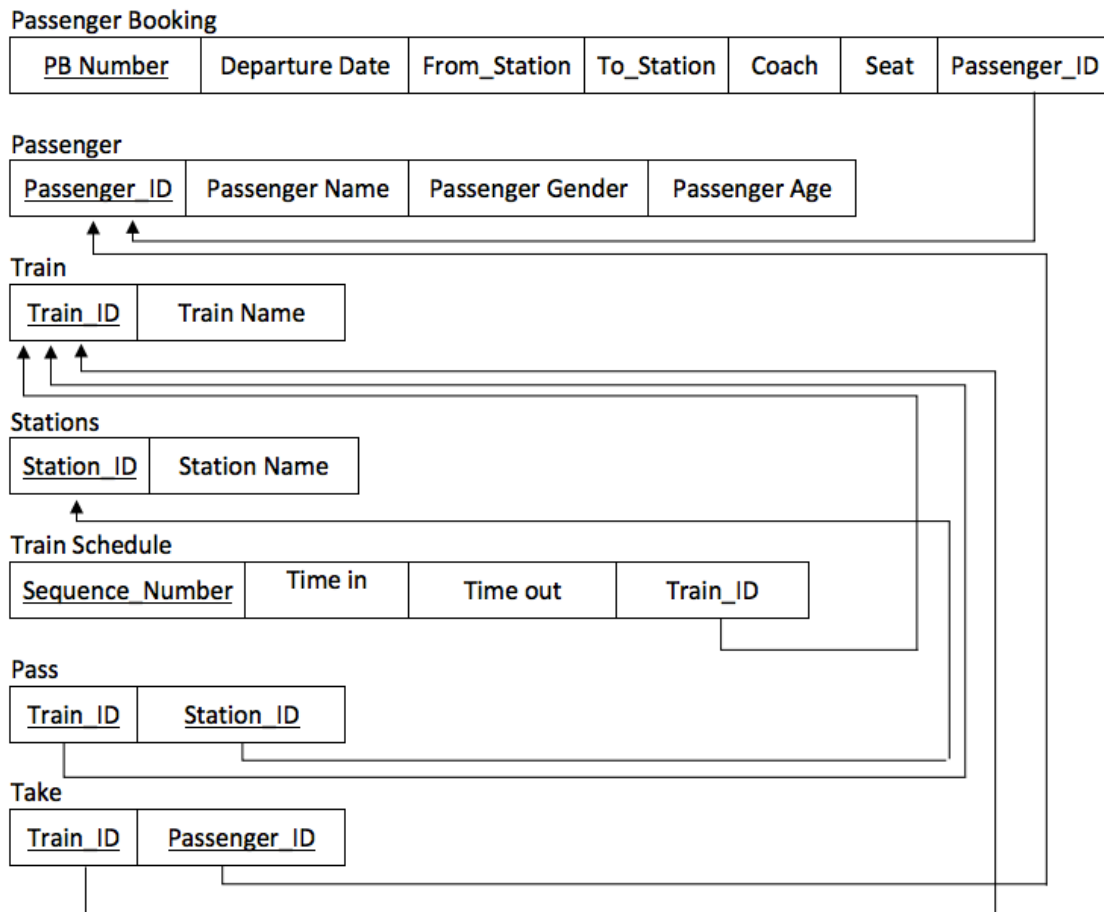 Passenger Booking
PB Number Departure Date From_Station To_Station Coach Seat Passenger_ID
Passenger
Passenger_ID Passenger Name Passenger Gender Passenger Age
Train
Train_ID Train Name
Stations
Station_ID Station Name
Train Schedule
Sequence_Number Time in Time out Train_ID
Pass
Train_ID Station_ID
Take
Train_ID Passenger_ID